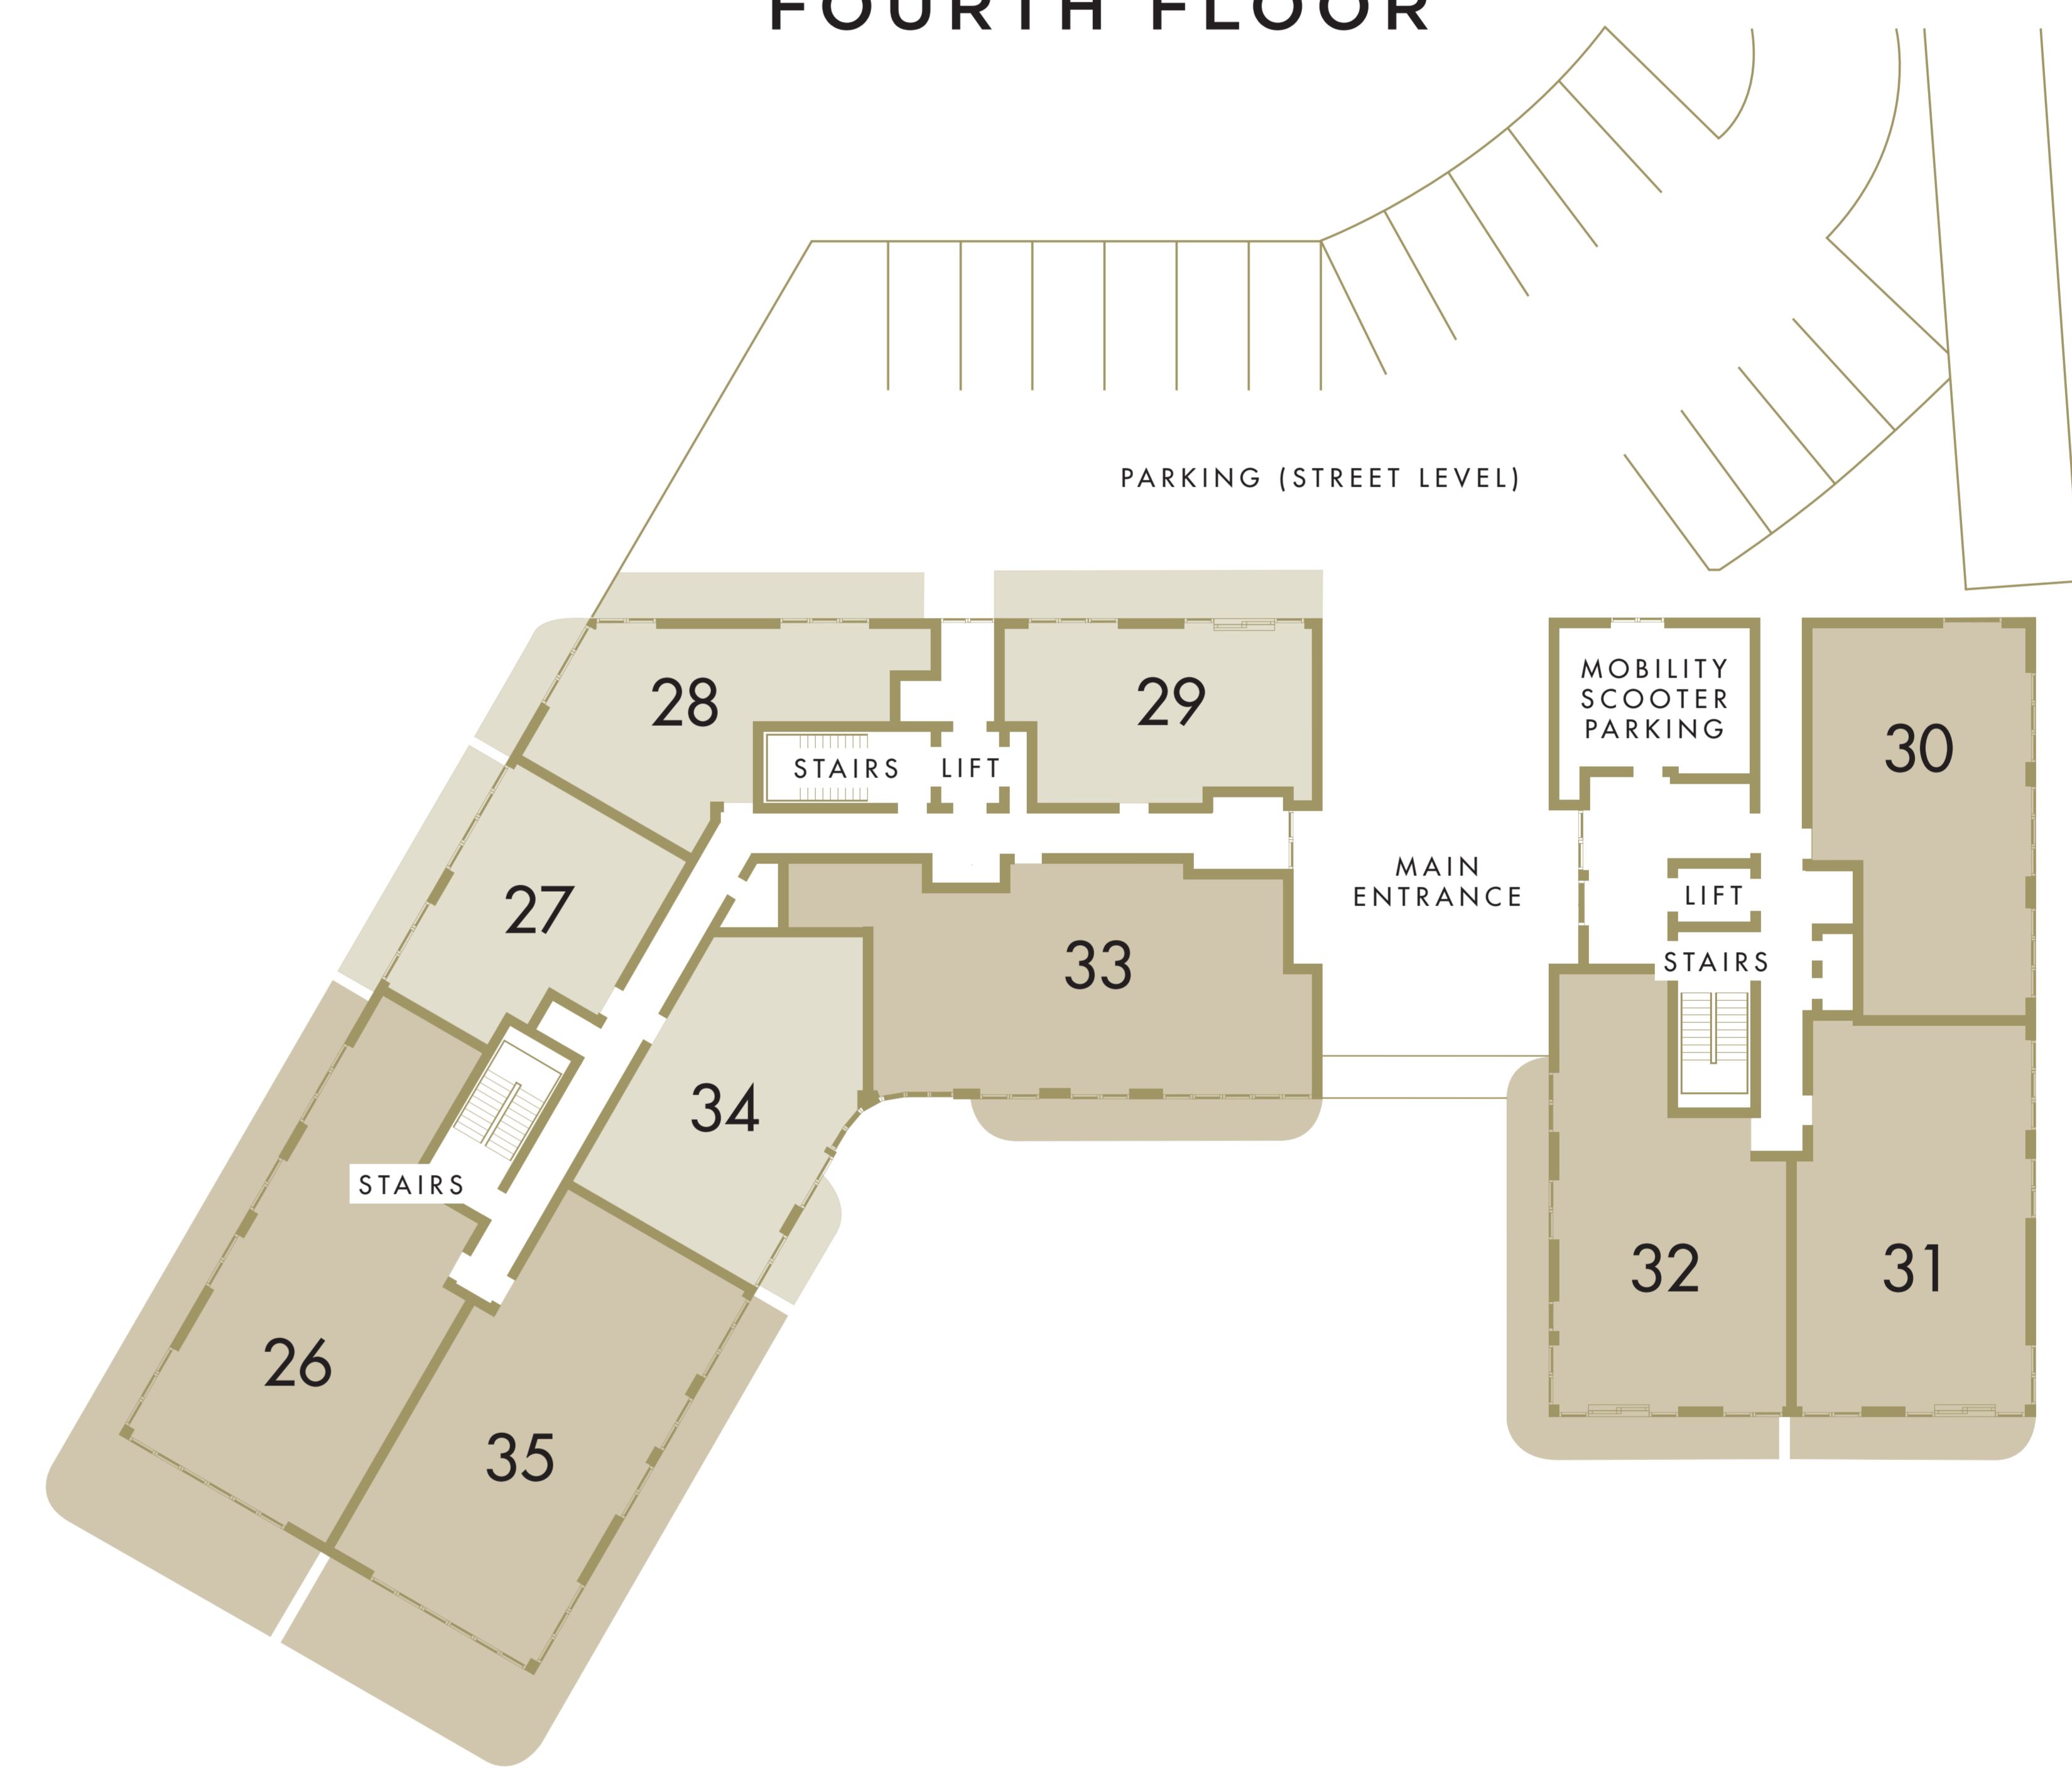 FOURTH FLOOR
PARKING (STREET LEVEL)
28
29
MOBILITY
SCOOTER
PARKING
30
STAIRS
LIFT
27
MAIN
ENTRANCE
LIFT
33
STAIRS
34
STAIRS
32
31
26
35